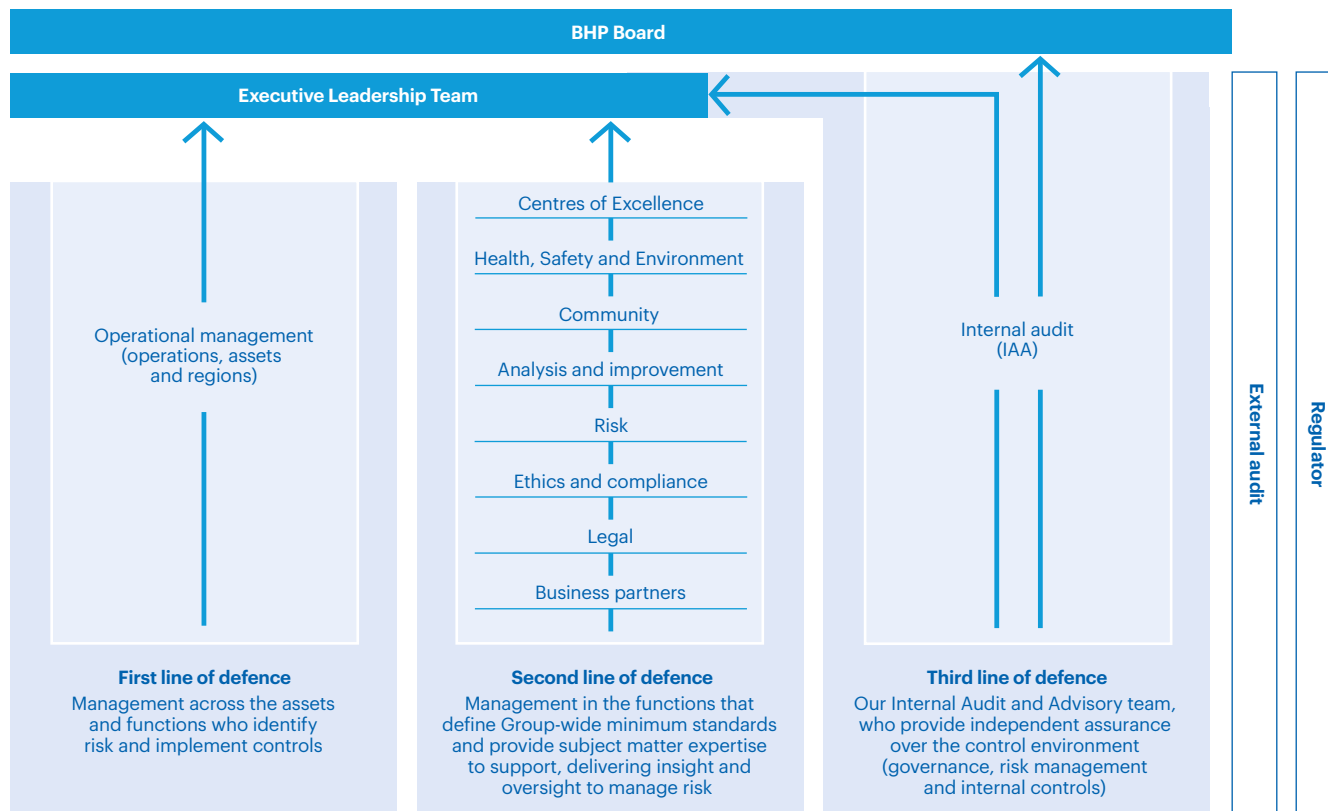 BHP Board
Executive Leadership Team
Operational management
(operations, assets
and regions)
First line of defence
Management across the assets
and functions who identify
risk and implement controls
Centres of Excellence
Health, Safety and Environment
Community
Analysis and improvement
Risk
Ethics and compliance
Legal
Business partners
Second line of defence
Management in the functions that
define Group-wide minimum standards
and provide subject matter expertise
to support, delivering insight and
oversight to manage risk
Internal audit
(IAA)
Third line of defence
Our Internal Audit and Advisory team,
who provide independent assurance
over the control environment
(governance, risk management
and internal controls)
External audit
Regulator